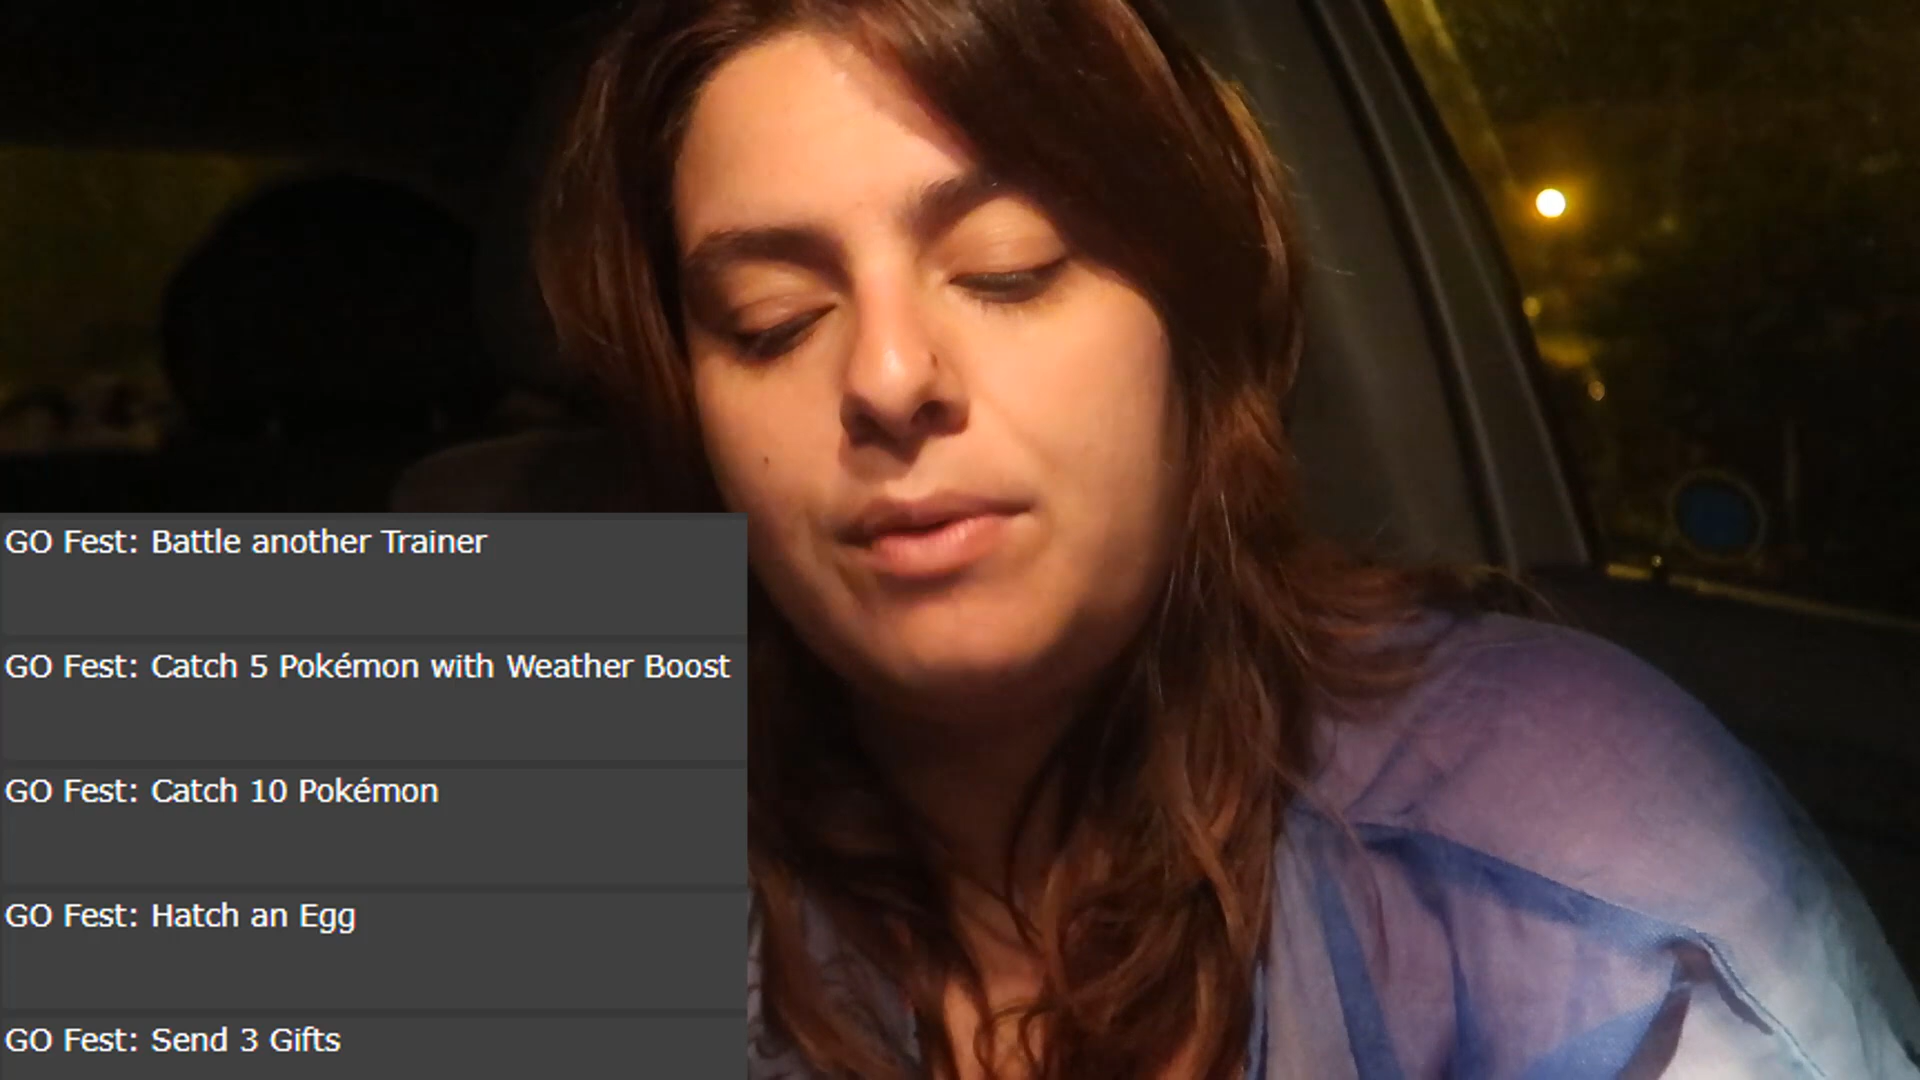 GO Fest: Battle another Trainer
GO Fest: Catch 5 Pokémon with Weather Boost
GO Fest: Catch 10 Pokémon
GO Fest: Hatch an Egg
GO Fest: Send 3 Gifts